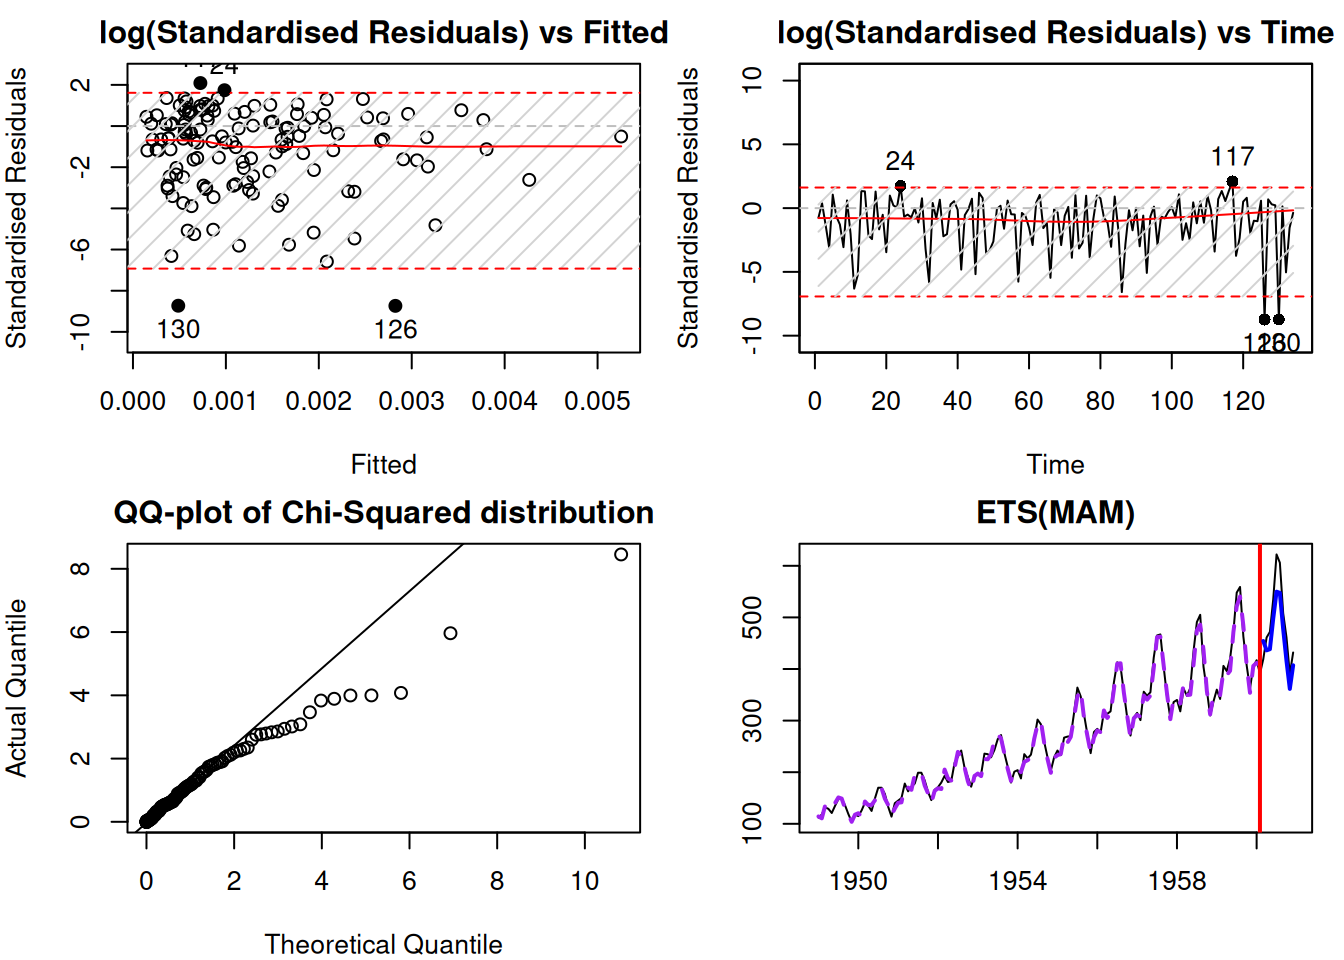 log(Standardised Residuals) vs Fitted
Standardised Residuals
2
-2
-6
-10
24
130
126
0.000 0.001 0.002 0.003 0.004 0.005
Fitted
log(Standardised Residuals) vs Time
Standardised Residuals
10
5
0
-5
-10
24
117
0 20 40 60 80 100 120
Time
QQ-plot of Chi-Squared distribution
Actual Quantile
8
6
4
2
0
0 2 4 6 8 10
Theoretical Quantile
ETS(MAM)
500
300
100
1950 1954 1958